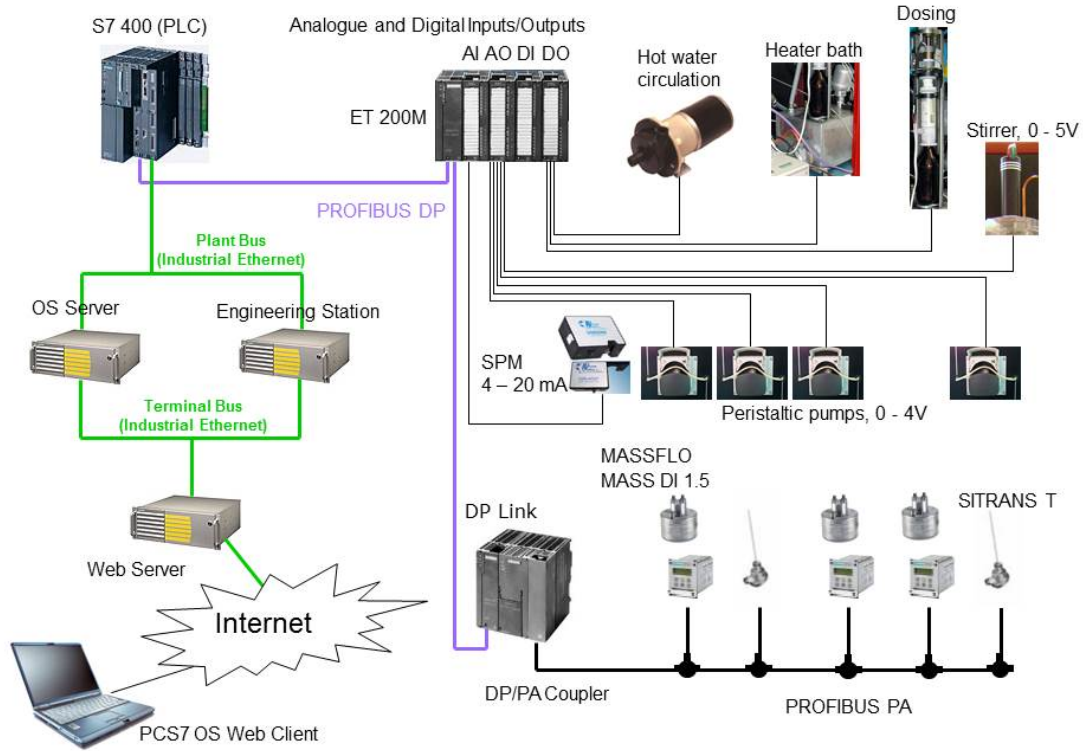 S7 400 (PLC)
Analogue and Digital Inputs/Outputs
AI AO DI DO
ET 200M
Hot water
circulation
Heater bath
Dosing
Stirrer, 0 - 5V
PROFIBUS DP
Plant Bus
(Industrial Ethernet)
OS Server
Engineering Station
SPM
4 – 20 mA
Peristaltic pumps, 0 - 4V
Terminal Bus
(Industrial Ethernet)
MASSFLO
MASS DI 1.5
SITRANS T
DP Link
Web Server
Internet
DP/PA Coupler
PROFIBUS PA
PCS7 OS Web Client